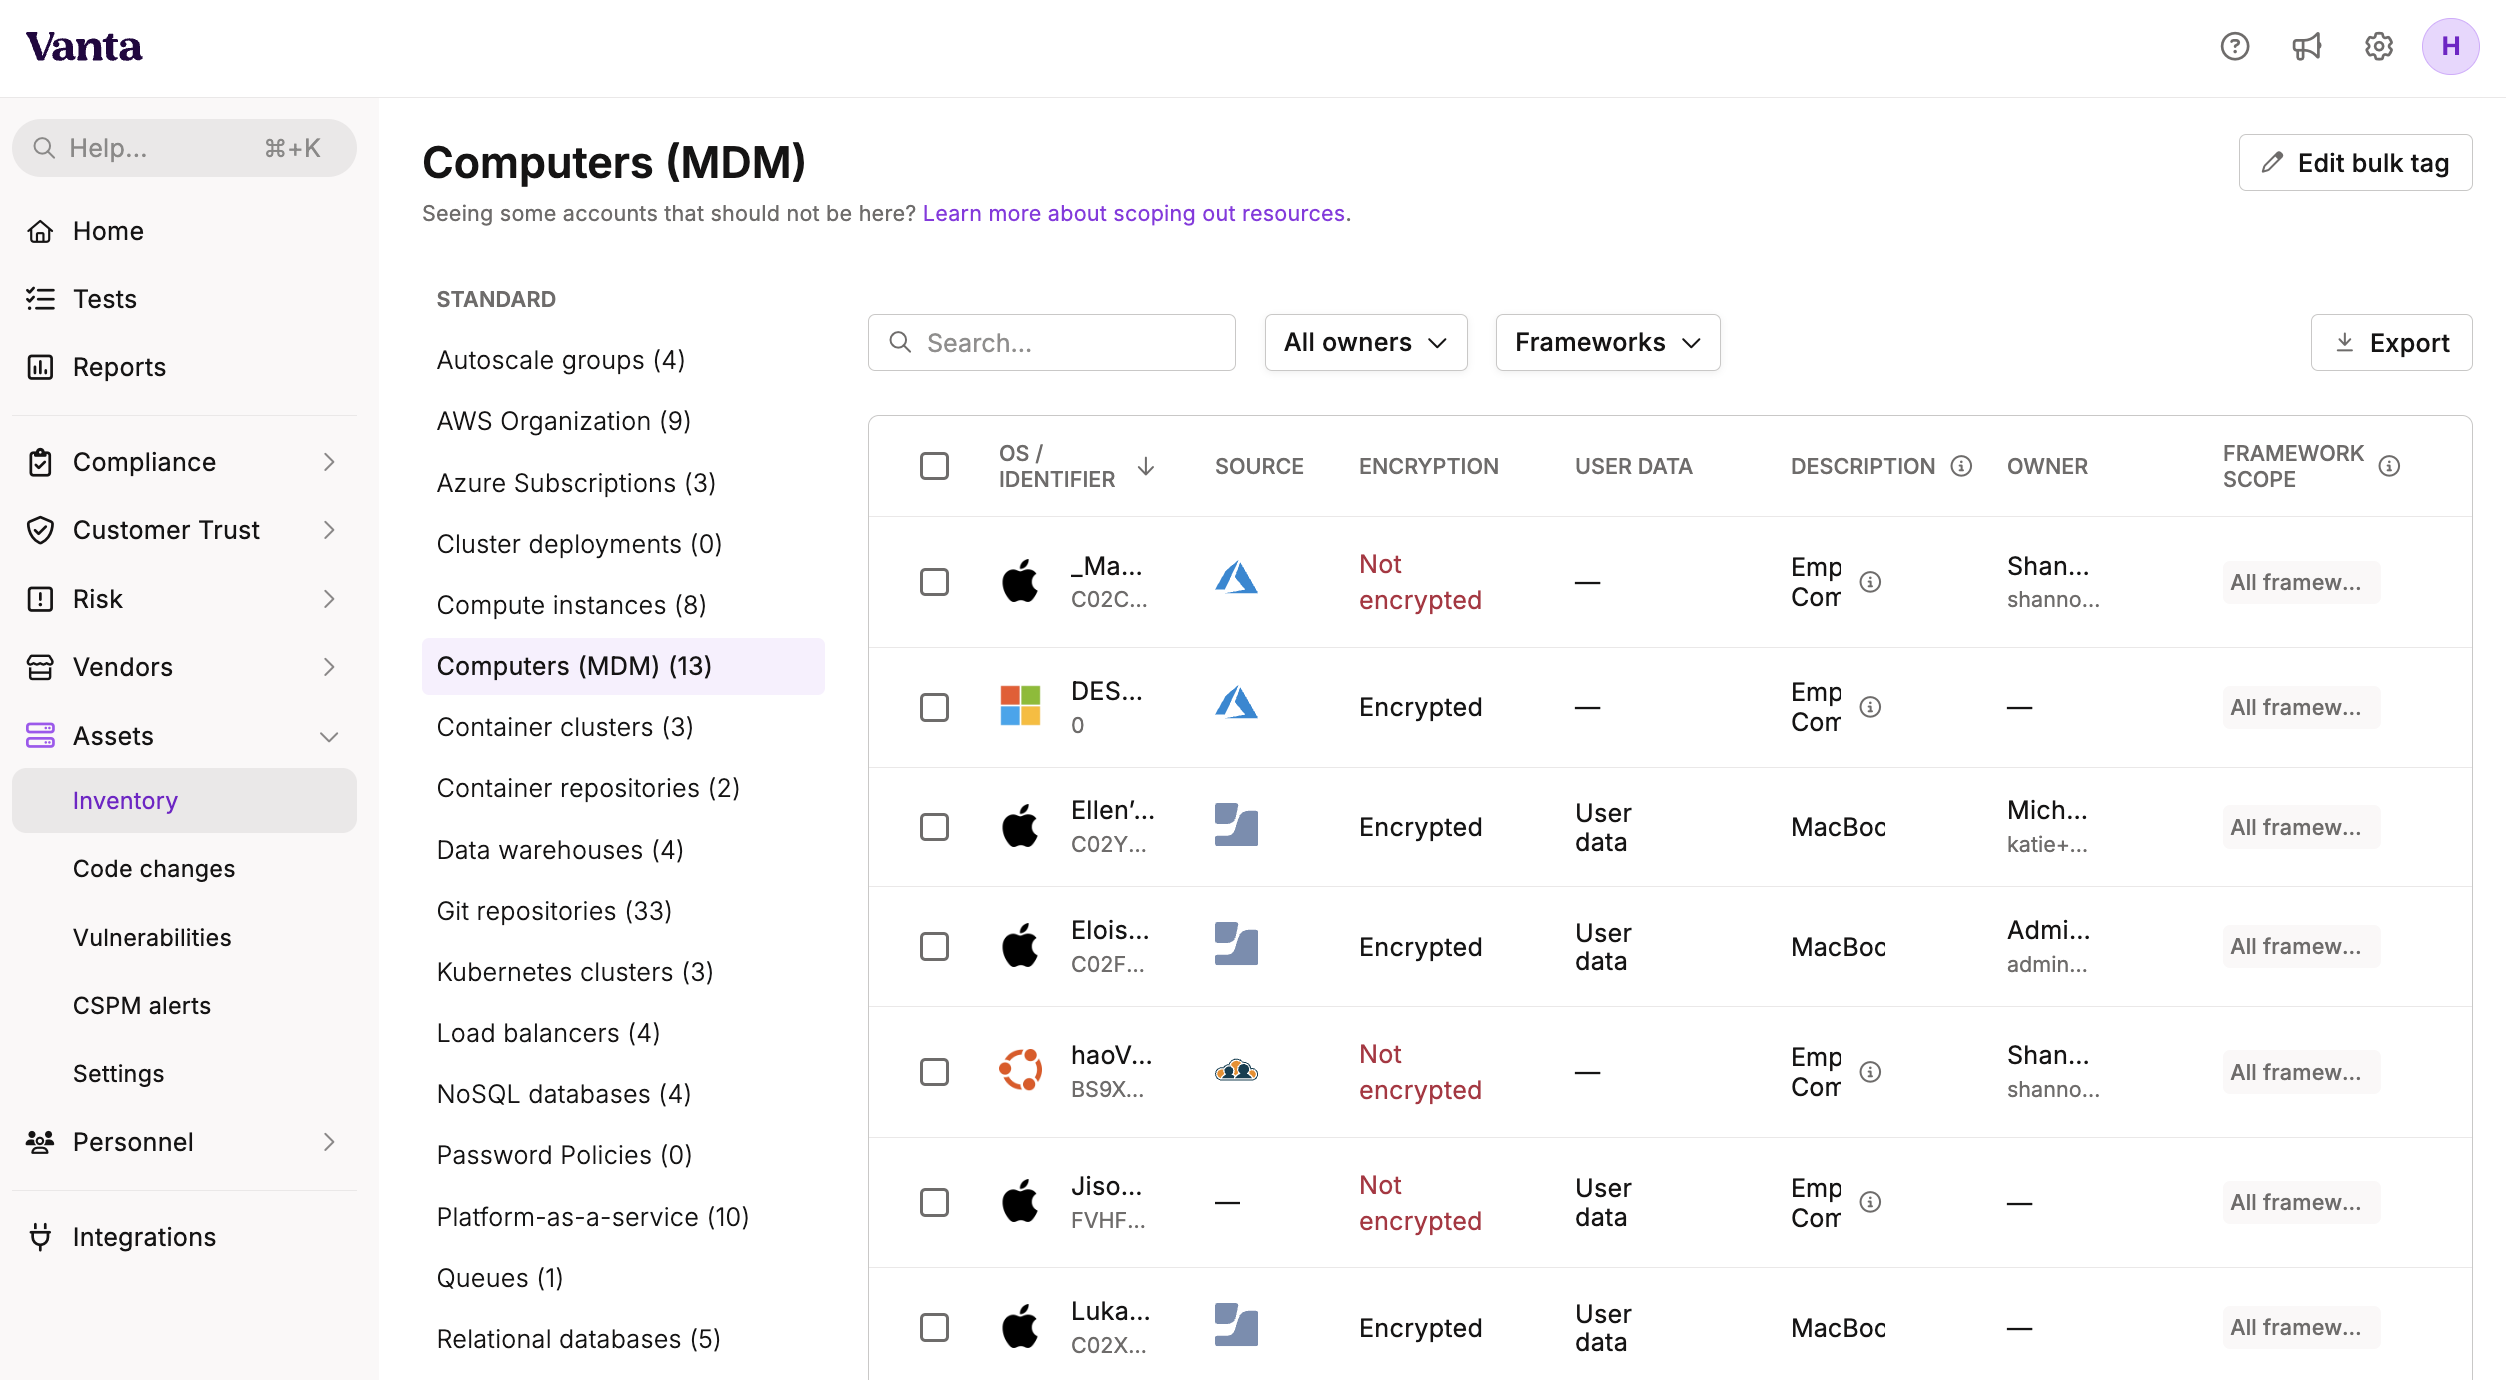 Vanta
H
Help... ⌘+K
Home
Tests
Reports
Compliance
Customer Trust
Risk
Vendors
Assets
Inventory
Code changes
Vulnerabilities
CSPM alerts
Settings
Personnel
Integrations
Computers (MDM)
Seeing some accounts that should not be here? Learn more about scoping out resources.
Edit bulk tag
STANDARD
Autoscale groups (4)
AWS Organization (9)
Azure Subscriptions (3)
Cluster deployments (0)
Compute instances (8)
Computers (MDM) (13)
Container clusters (3)
Container repositories (2)
Data warehouses (4)
Git repositories (33)
Kubernetes clusters (3)
Load balancers (4)
NoSQL databases (4)
Password Policies (0)
Platform-as-a-service (10)
Queues (1)
Relational databases (5)
Search...
All owners
Frameworks
Export
OS /
IDENTIFIER
SOURCE
ENCRYPTION
USER DATA
DESCRIPTION
OWNER
FRAMEWORK
SCOPE
_Ma...
C02C...
Not
encrypted
—
Emp
Com
Shan...
shanno...
All framew...
DES...
0
Encrypted
—
Emp
Com
—
All framew...
Ellen’...
C02Y...
Encrypted
User
data
MacBoo
Mich...
katie+...
All framew...
Elois...
C02F...
Encrypted
User
data
MacBoo
Admi...
admin...
All framew...
haoV...
BS9X...
Not
encrypted
—
Emp
Com
Shan...
shanno...
All framew...
Jiso...
FVHF...
—
Not
encrypted
User
data
Emp
Com
—
All framew...
Luka...
C02X...
Encrypted
User
data
MacBoo
—
All framew...